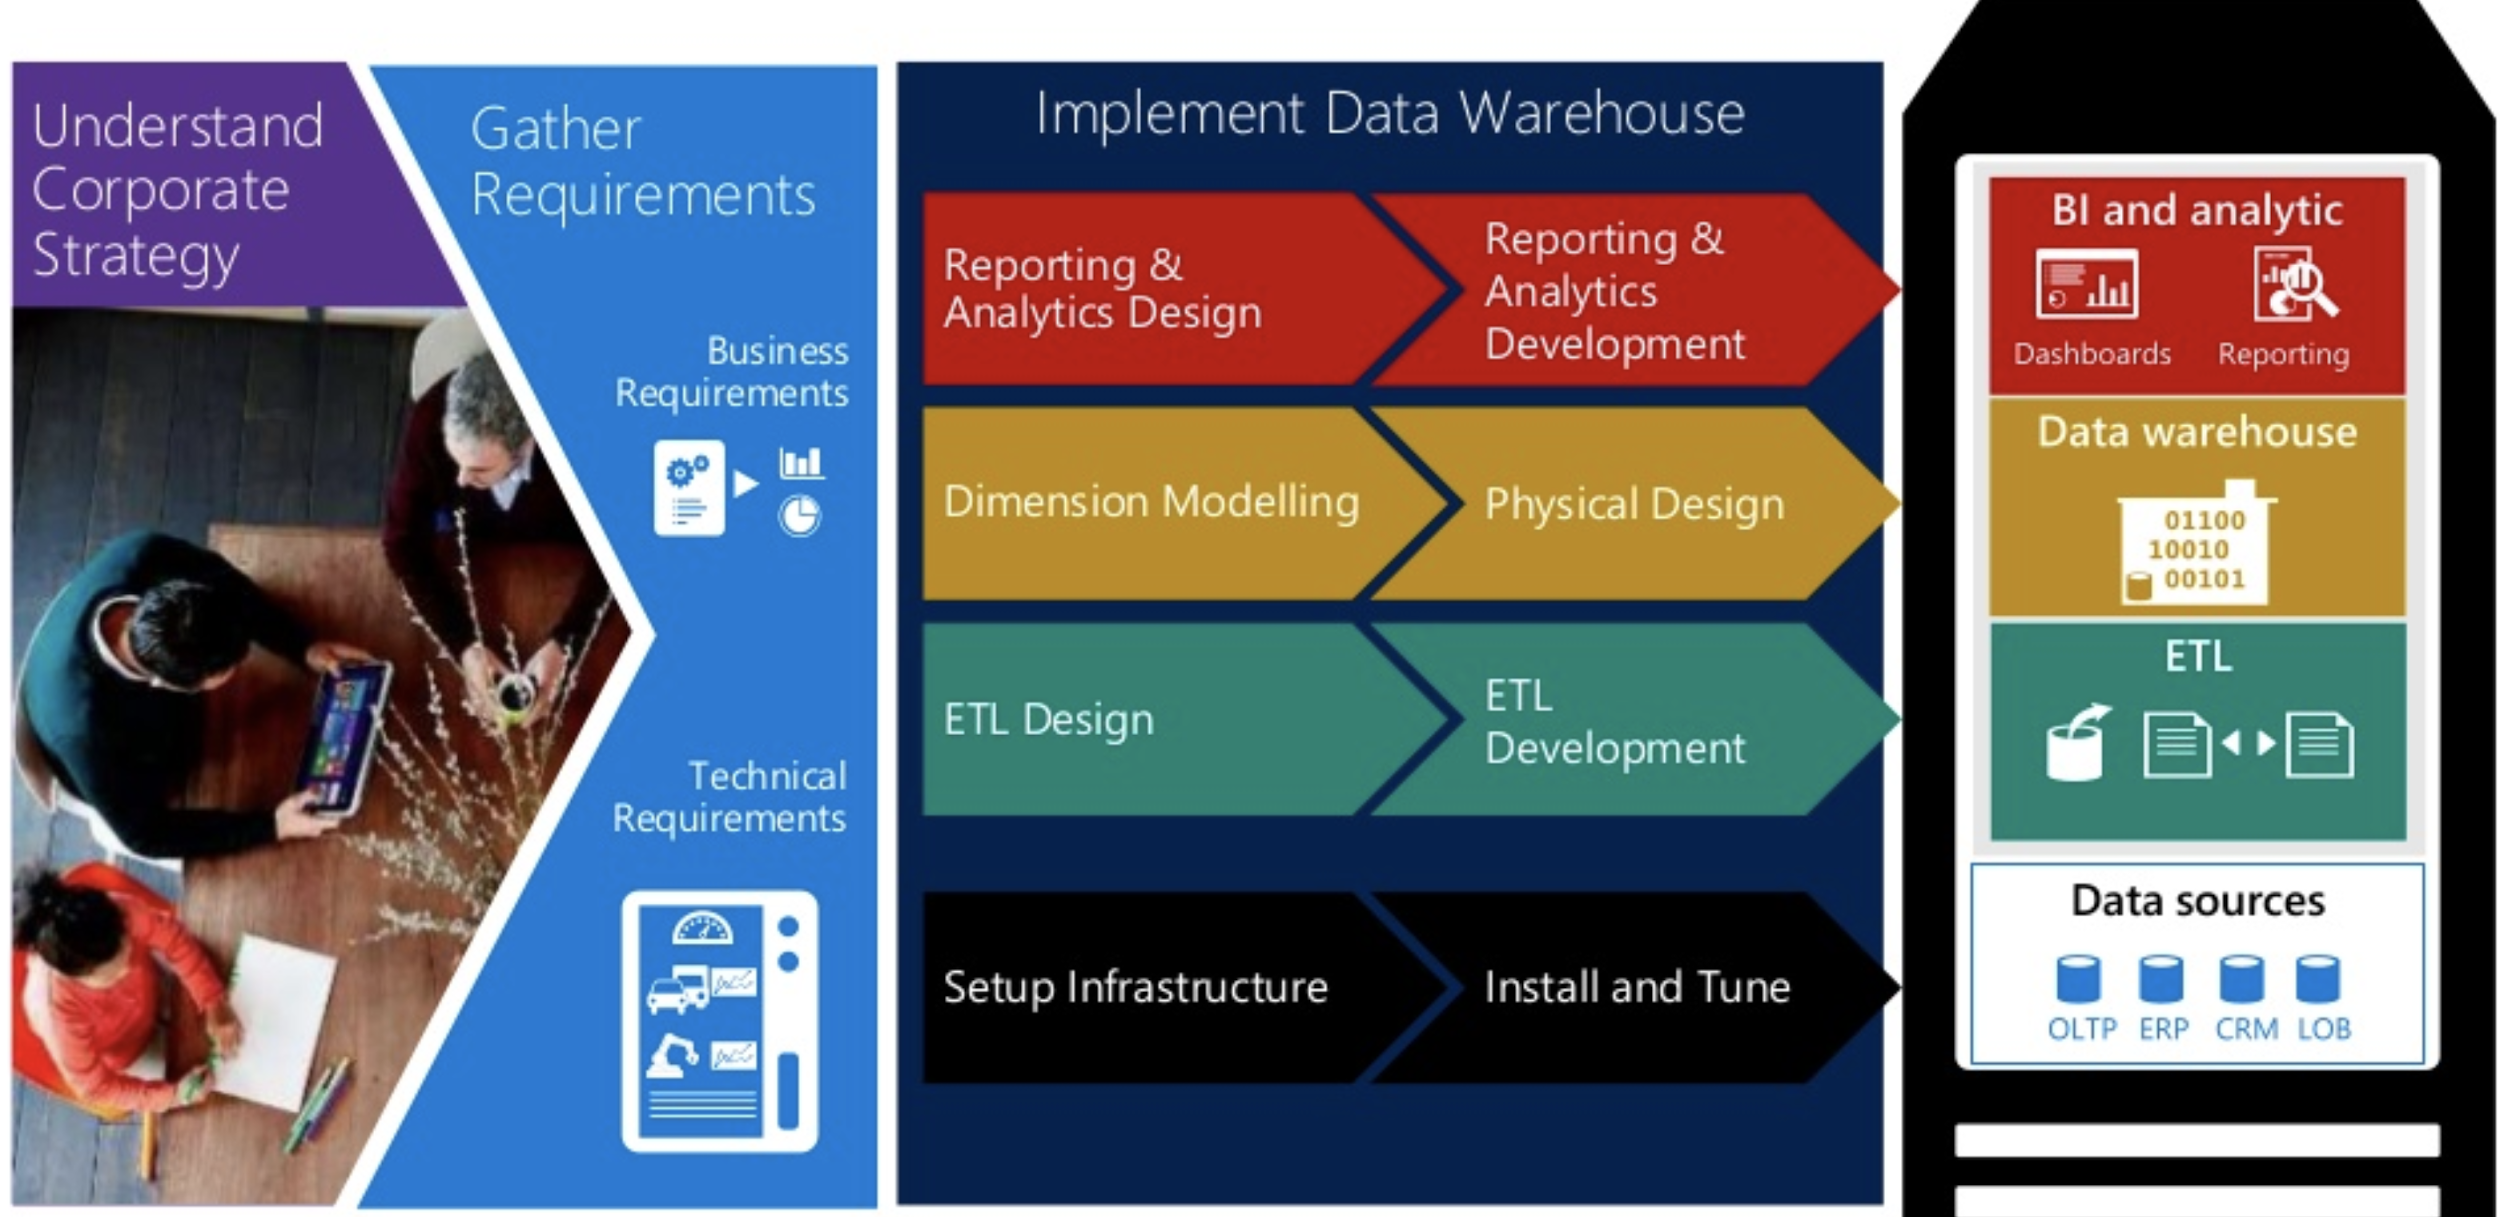 Understand
Corporate
Strategy
Gather
Requirements
Business
Requirements
Technical
Requirements
Implement Data Warehouse
Reporting &
Analytics Design
Reporting &
Analytics
Development
Dimension Modelling
Physical Design
ETL Design
ETL
Development
Setup Infrastructure
Install and Tune
BI and analytic
Dashboards Reporting
Data warehouse
01100
10010
00101
ETL
Data sources
OLTP ERP CRM LOB